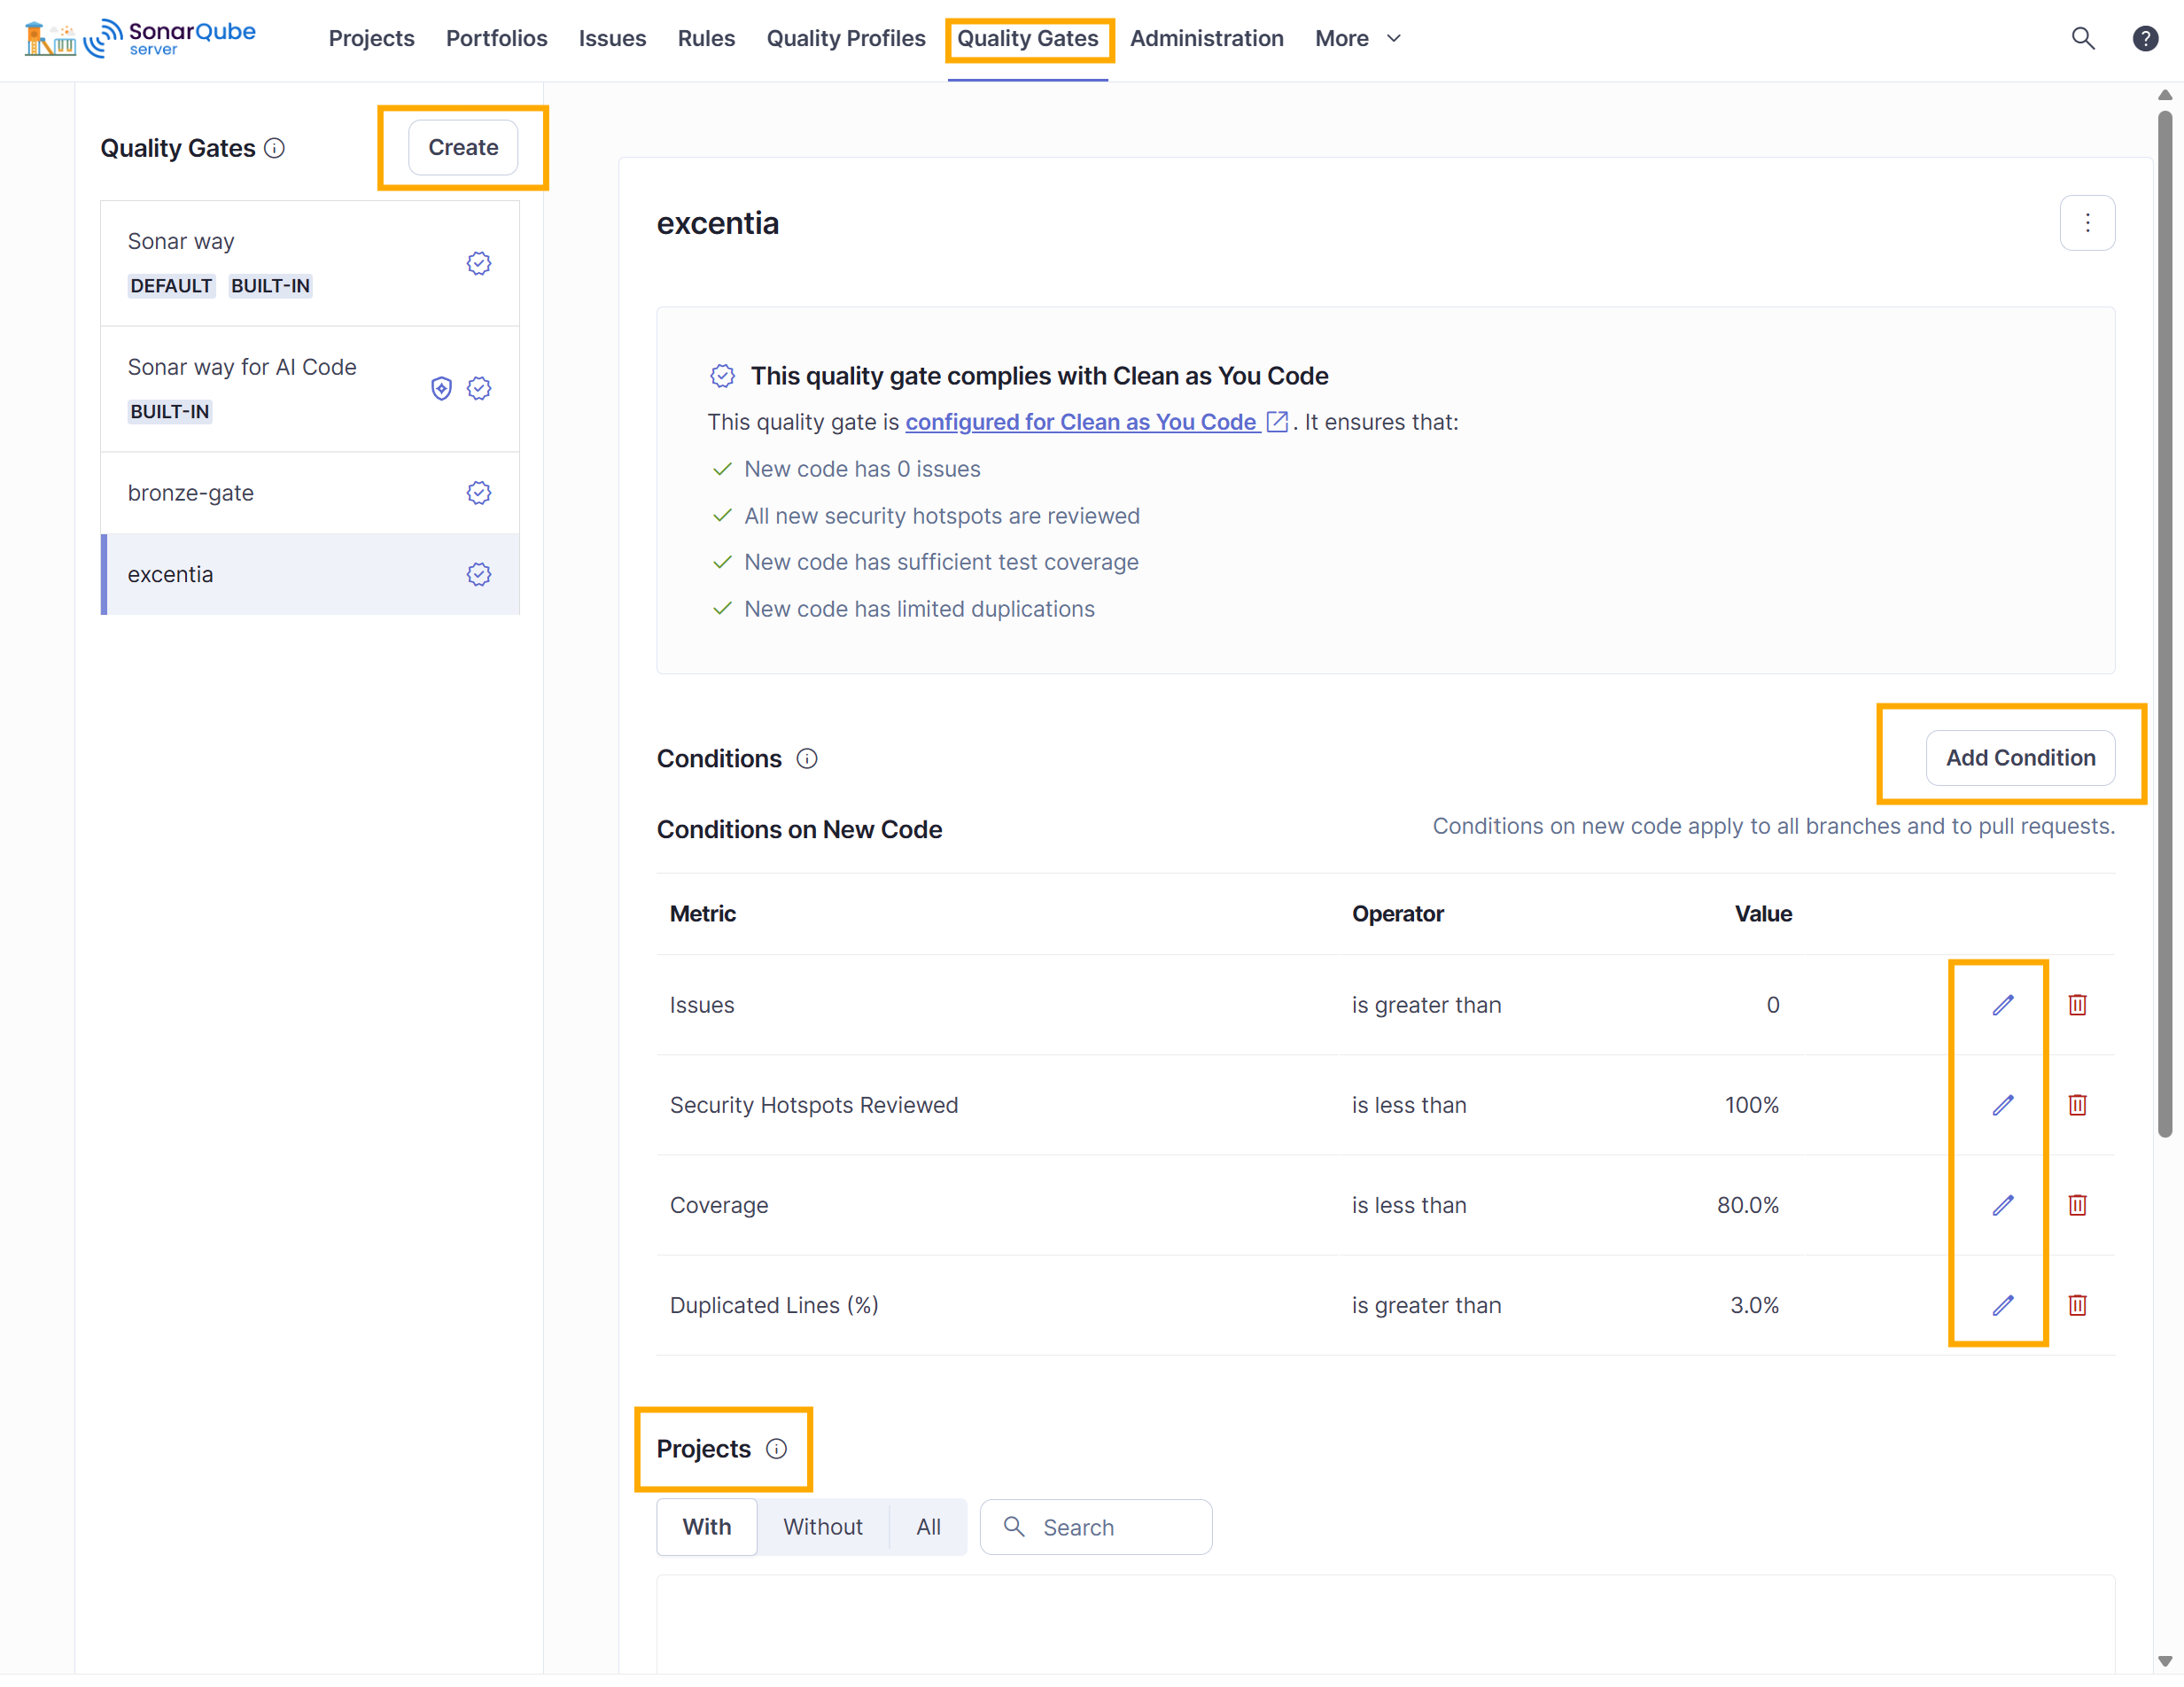 SonarQube server
Projects Portfolios Issues Rules Quality Profiles Quality Gates Administration More ?
Quality Gates
Create
Sonar way
DEFAULT BUILT-IN
Sonar way for AI Code
BUILT-IN
bronze-gate
excentia
excentia
This quality gate complies with Clean as You Code
This quality gate is configured for Clean as You Code . It ensures that:
New code has 0 issues
All new security hotspots are reviewed
New code has sufficient test coverage
New code has limited duplications
Conditions
Add Condition
Conditions on New Code
Conditions on new code apply to all branches and to pull requests.
Metric Operator Value
Issues is greater than 0
Security Hotspots Reviewed is less than 100%
Coverage is less than 80.0%
Duplicated Lines (%) is greater than 3.0%
Projects
With Without All Search